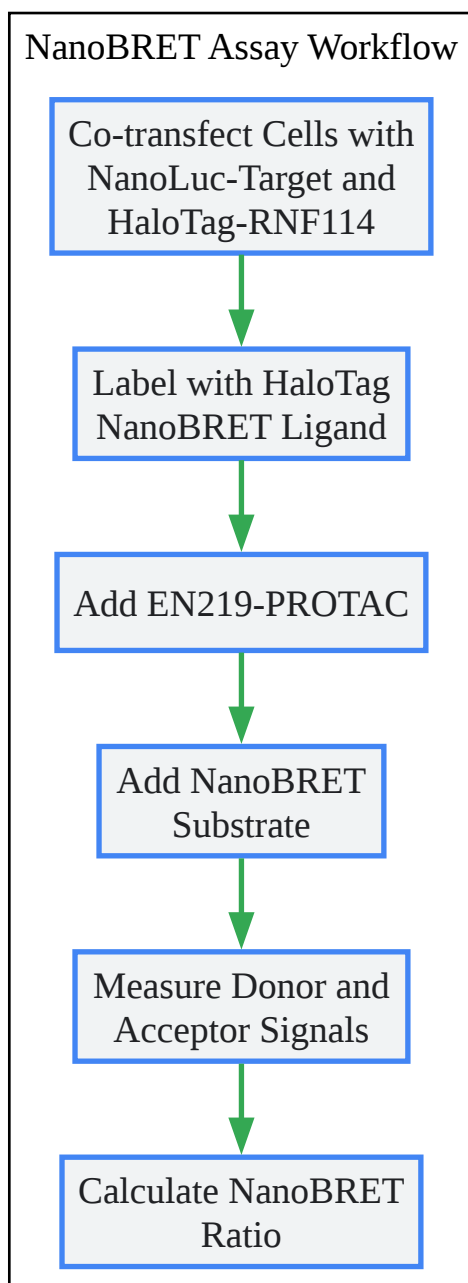 NanoBRET Assay Workflow
Co-transfect Cells with
NanoLuc-Target and
HaloTag-RNF114
Label with HaloTag
NanoBRET Ligand
Add EN219-PROTAC
Add NanoBRET
Substrate
Measure Donor and
Acceptor Signals
Calculate NanoBRET
Ratio